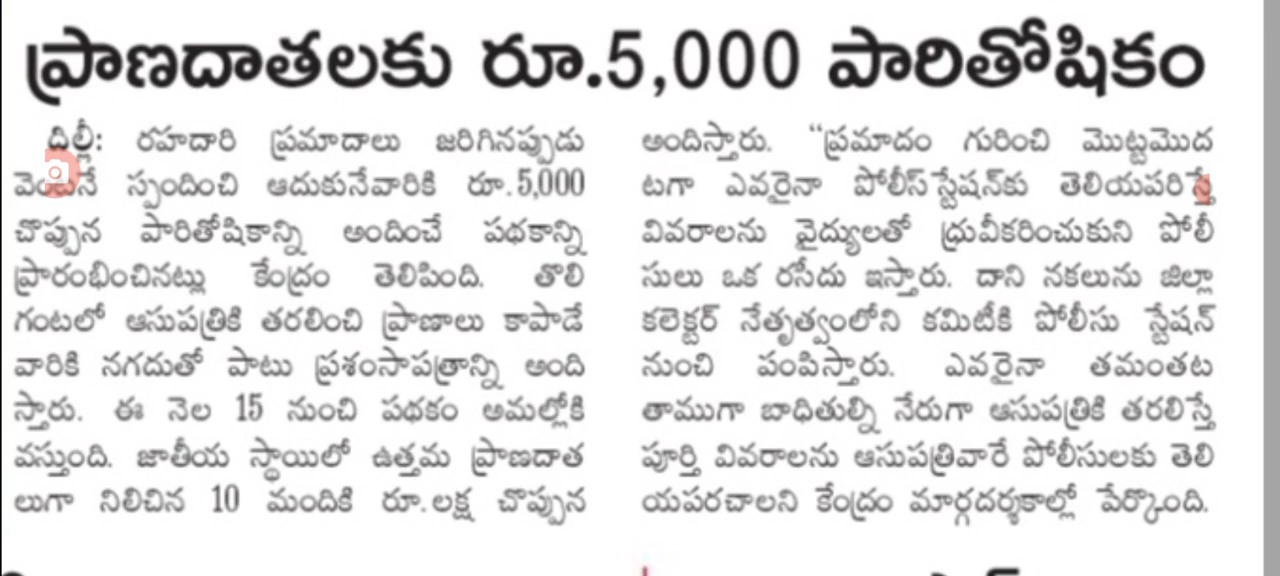 ప్రాణదాతలకు రూ.5,000 పారితోషికం
దిల్లీ: రహదారి ప్రమాదాలు జరిగినప్పుడు
వెంటనే స్పందించి ఆదుకునేవారికి రూ.5,000
చొప్పున పారితోషికాన్ని అందించే పథకాన్ని
ప్రారంభించినట్లు కేంద్రం తెలిపింది. తొలి
గంటలో ఆసుపత్రికి తరలించి ప్రాణాలు కాపాడే
వారికి నగదుతో పాటు ప్రశంసాపత్రాన్ని అంది
స్తారు. ఈ నెల 15 నుంచి పథకం అమల్లోకి
వస్తుంది. జాతీయ స్థాయిలో ఉత్తమ ప్రాణదాత
లుగా నిలిచిన 10 మందికి రూ.లక్ష చొప్పున
అందిస్తారు. “ప్రమాదం గురించి మొట్టమొద
టగా ఎవరైనా పోలీస్‌స్టేషన్‌కు తెలియపరిస్తే
వివరాలను వైద్యులతో ధ్రువీకరించుకుని పోలీ
సులు ఒక రసీదు ఇస్తారు. దాని నకలును జిల్లా
కలెక్టర్ నేతృత్వంలోని కమిటీకి పోలీసు స్టేషన్
నుంచి పంపిస్తారు. ఎవరైనా తమంతట
తాముగా బాధితుల్ని నేరుగా ఆసుపత్రికి తరలిస్తే
పూర్తి వివరాలను ఆసుపత్రివారే పోలీసులకు తెలి
యపరచాలని కేంద్రం మార్గదర్శకాల్లో పేర్కొంది.